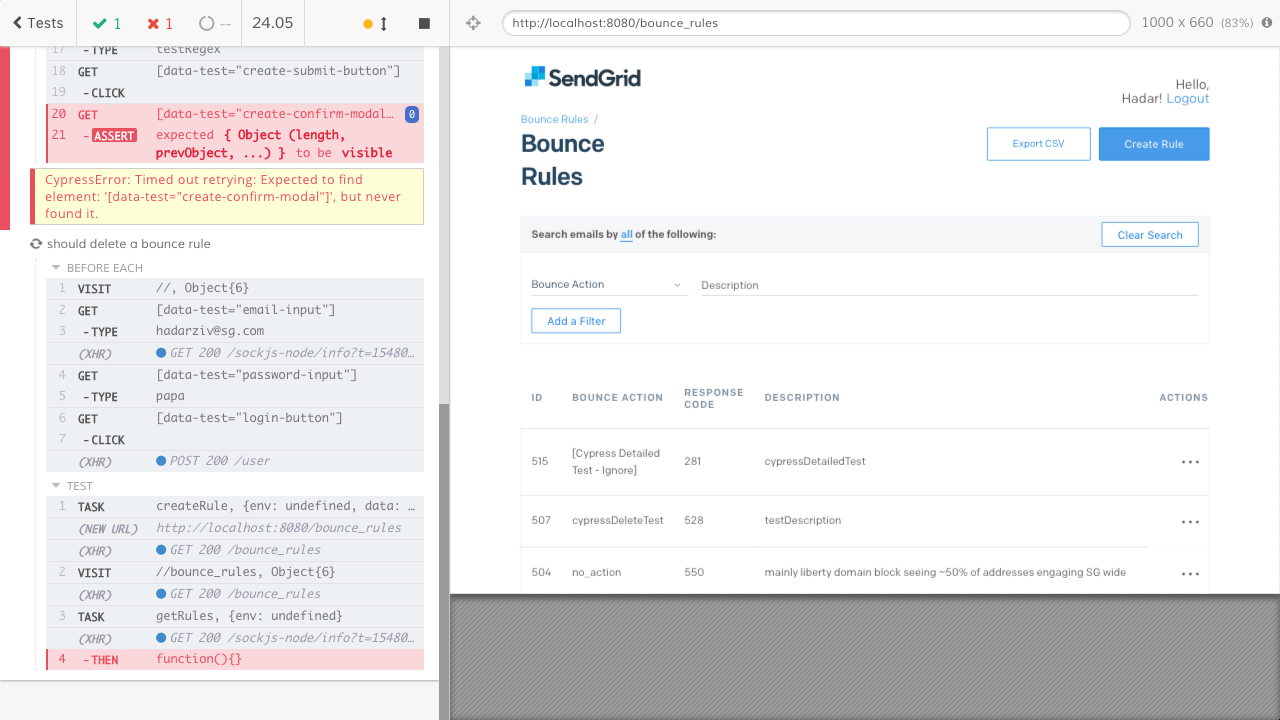 Tests
1
1
--
24.05
http://localhost:8080/bounce_rules
1000 x 660 (83%)
17 -TYPE testRegex
18 GET [data-test="create-submit-button"]
19 -CLICK
20 GET [data-test="create-confirm-modal… 0
21 -ASSERT expected { Object (length,
prevObject, ...) } to be visible
CypressError: Timed out retrying: Expected to find
element: '[data-test="create-confirm-modal"]', but never
found it.
should delete a bounce rule
BEFORE EACH
1 VISIT //, Object{6}
2 GET [data-test="email-input"]
3 -TYPE hadarziv@sg.com
(XHR) GET 200 /sockjs-node/info?t=15480…
4 GET [data-test="password-input"]
5 -TYPE papa
6 GET [data-test="login-button"]
7 -CLICK
(XHR) POST 200 /user
TEST
1 TASK createRule, {env: undefined, data: …
(NEW URL) http://localhost:8080/bounce_rules
(XHR) GET 200 /bounce_rules
2 VISIT //bounce_rules, Object{6}
(XHR) GET 200 /bounce_rules
3 TASK getRules, {env: undefined}
(XHR) GET 200 /sockjs-node/info?t=15480…
4 -THEN function(){}
SendGrid
Hello,
Hadar! Logout
Bounce Rules /
Bounce
Rules
Export CSV
Create Rule
Search emails by all of the following:
Clear Search
Bounce Action
Description
Add a Filter
ID BOUNCE ACTION RESPONSE CODE DESCRIPTION ACTIONS
515 [Cypress Detailed Test - Ignore] 281 cypressDetailedTest
507 cypressDeleteTest 528 testDescription
504 no_action 550 mainly liberty domain block seeing ~50% of addresses engaging SG wide